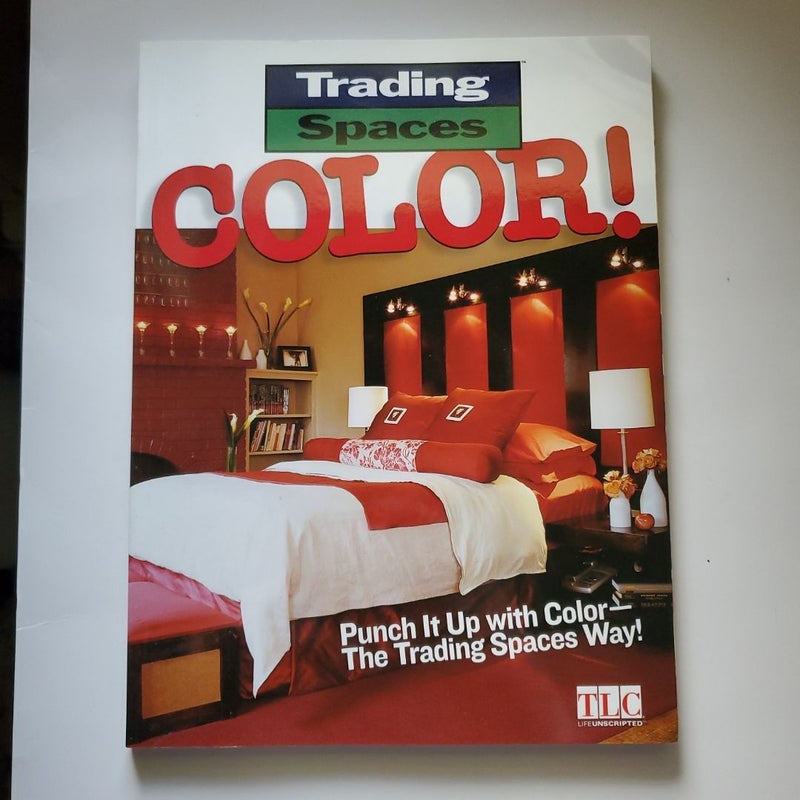 Trading
Spaces
COLOR!
Punch It Up with Color—
The Trading Spaces Way!
TLC
LIFEUNSCRIPTED